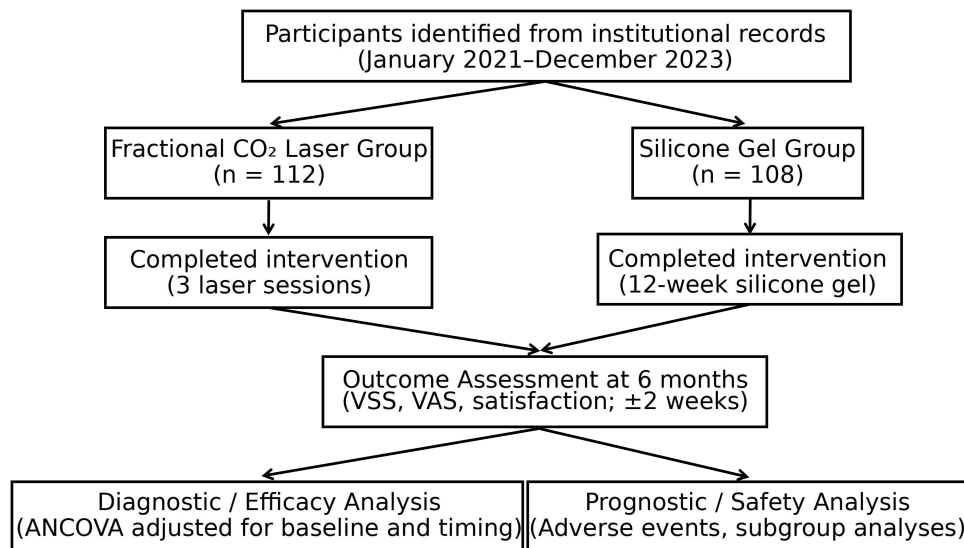 Participants identified from institutional records
(January 2021–December 2023)
Fractional CO₂ Laser Group
(n = 112)
Silicone Gel Group
(n = 108)
Completed intervention
(3 laser sessions)
Completed intervention
(12-week silicone gel)
Outcome Assessment at 6 months
(VSS, VAS, satisfaction; ±2 weeks)
Diagnostic / Efficacy Analysis
(ANCOVA adjusted for baseline and timing)
Prognostic / Safety Analysis
(Adverse events, subgroup analyses)